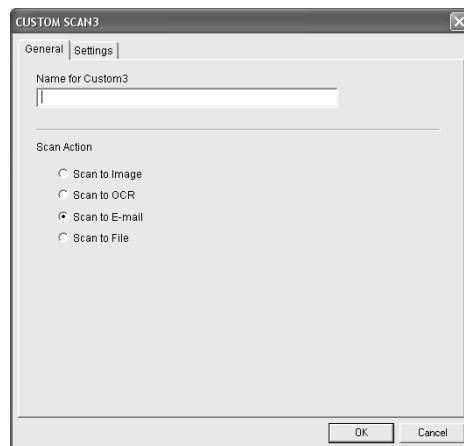 CUSTOM SCAN3
General Settings
Name for Custom3
Scan Action
Scan to Image
Scan to OCR
Scan to E-mail
Scan to File
OK Cancel